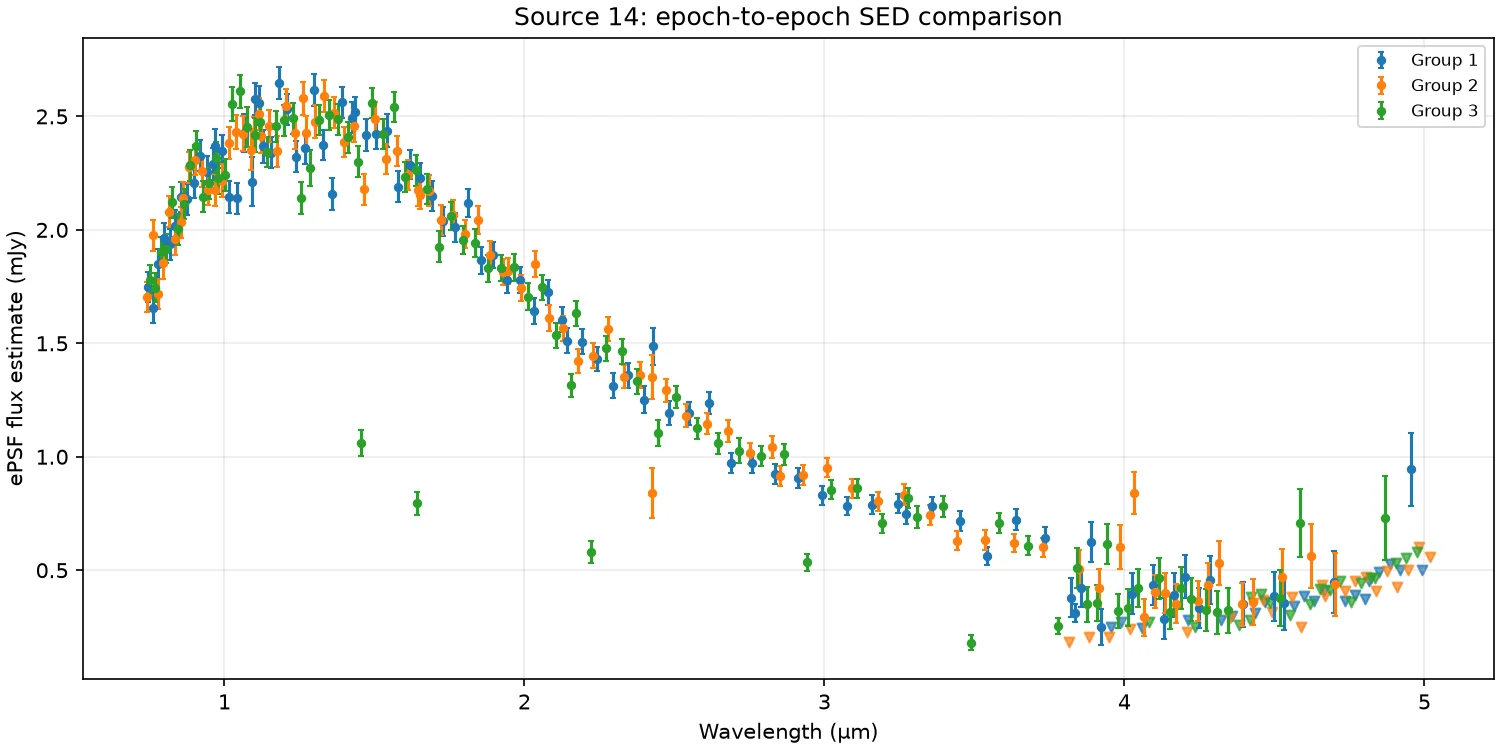 Source 14: epoch-to-epoch SED comparison
Group 1
Group 2
Group 3
ePSF flux estimate (mJy)
2.5
2.0
1.5
1.0
0.5
1 2 3 4 5
Wavelength (μm)